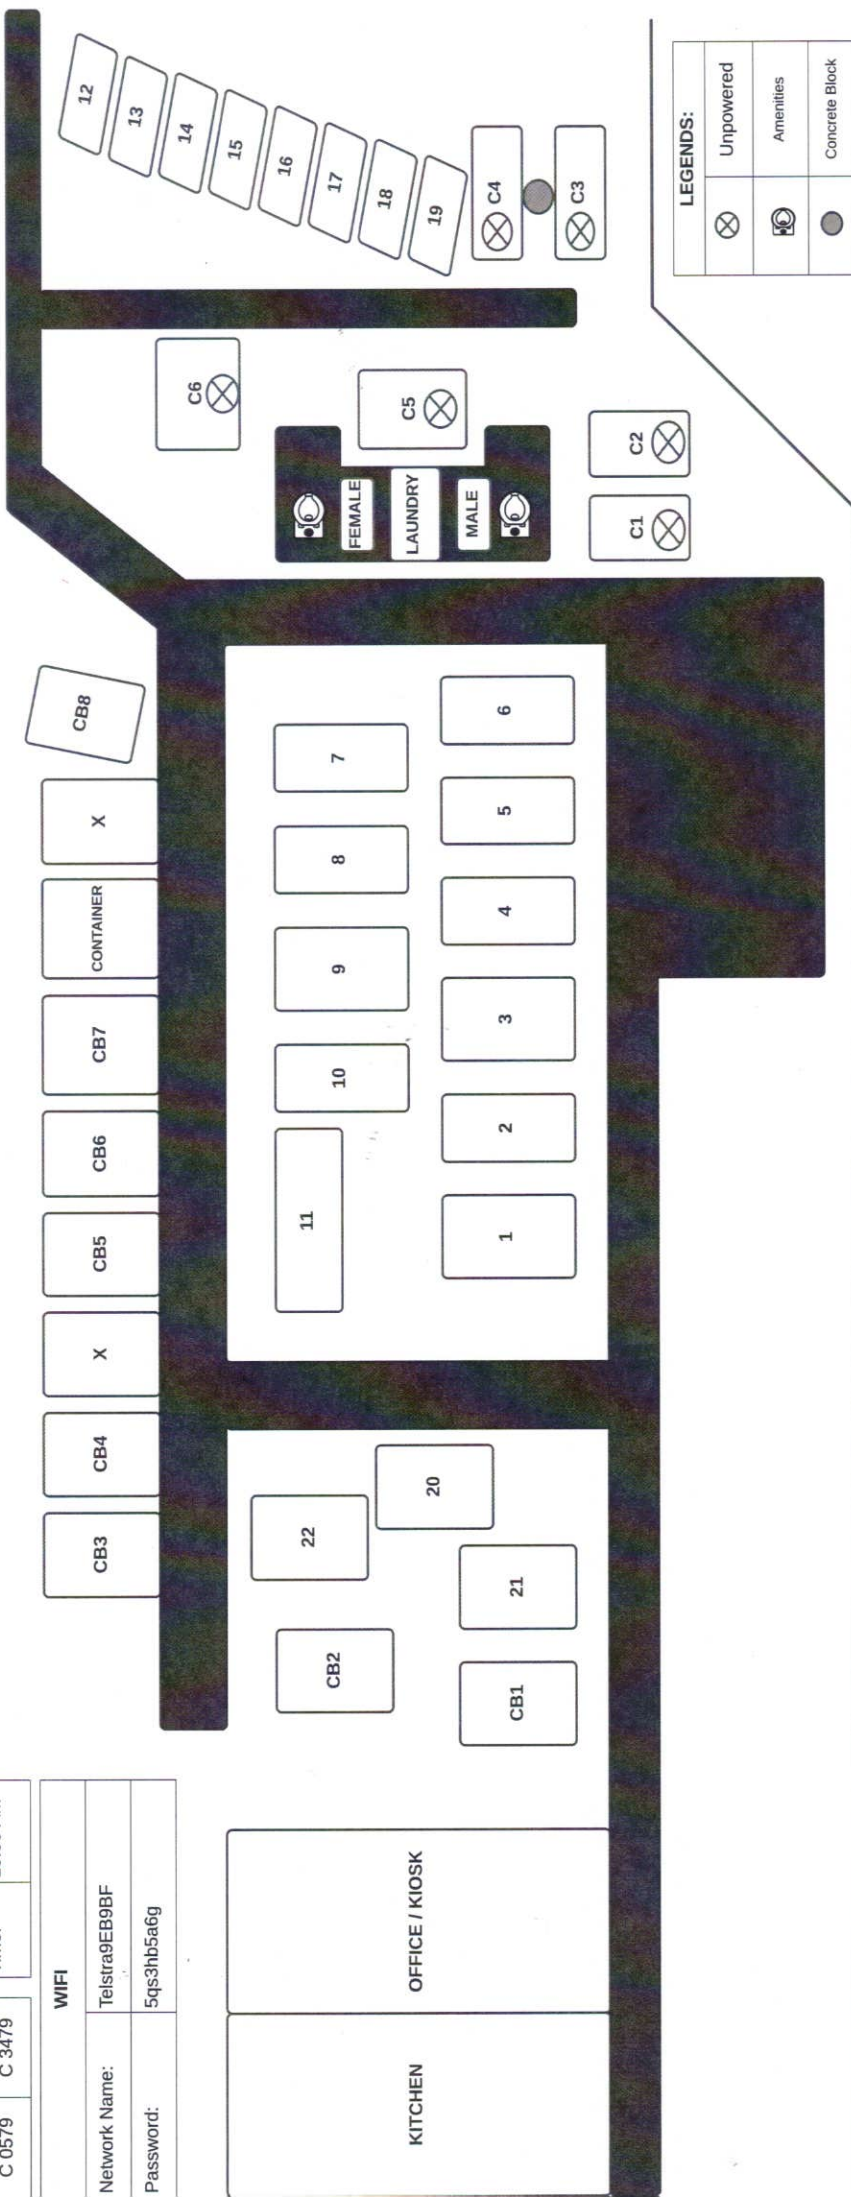 12
13
14
15
16
17
18
19
C4
C3
LEGENDS:
Unpowered
Amenities
Concrete Block
C6
C5
C2
C1
FEMALE
LAUNDRY
MALE
CB8
X
CONTAINER
CB7
CB6
CB5
X
CB4
CB3
7
8
9
10
11
6
5
4
3
2
1
22
20
21
CB2
CB1
OFFICE / KIOSK
KITCHEN
C 0579 C 3479
WIFI
Network Name: Telstra9EB9BF
Password: 5qs3hb5a6g